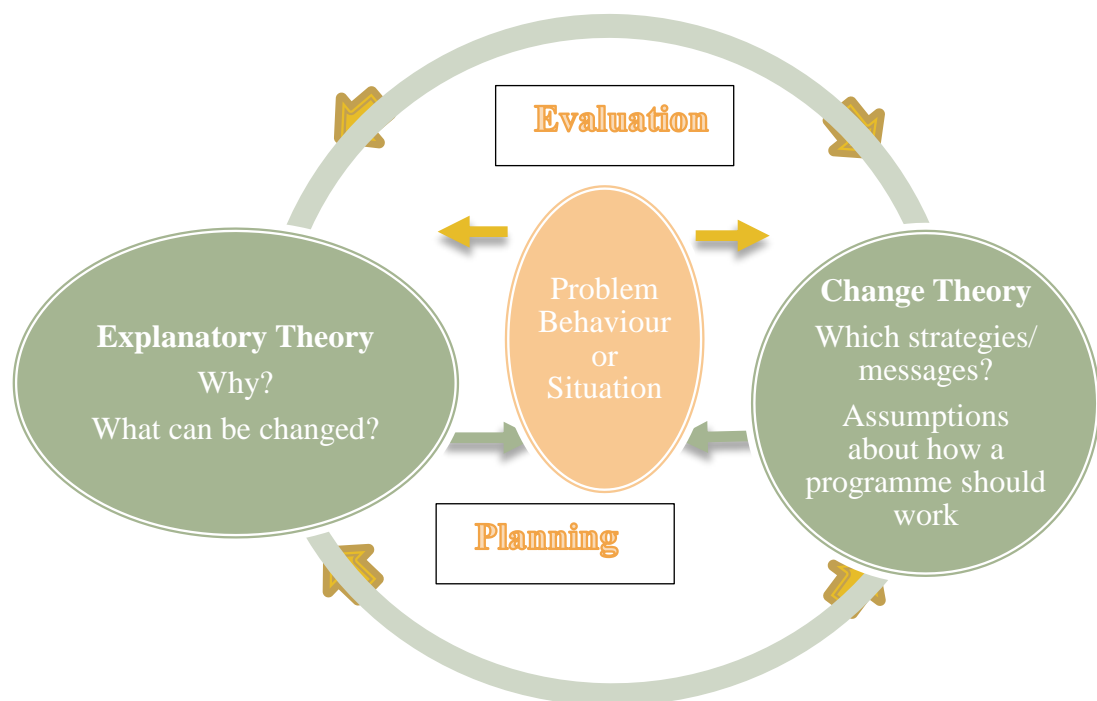 Evaluation
Explanatory Theory
Why?
What can be changed?
Problem
Behaviour
or
Situation
Change Theory
Which strategies/
messages?
Assumptions
about how a
programme should
work
Planning